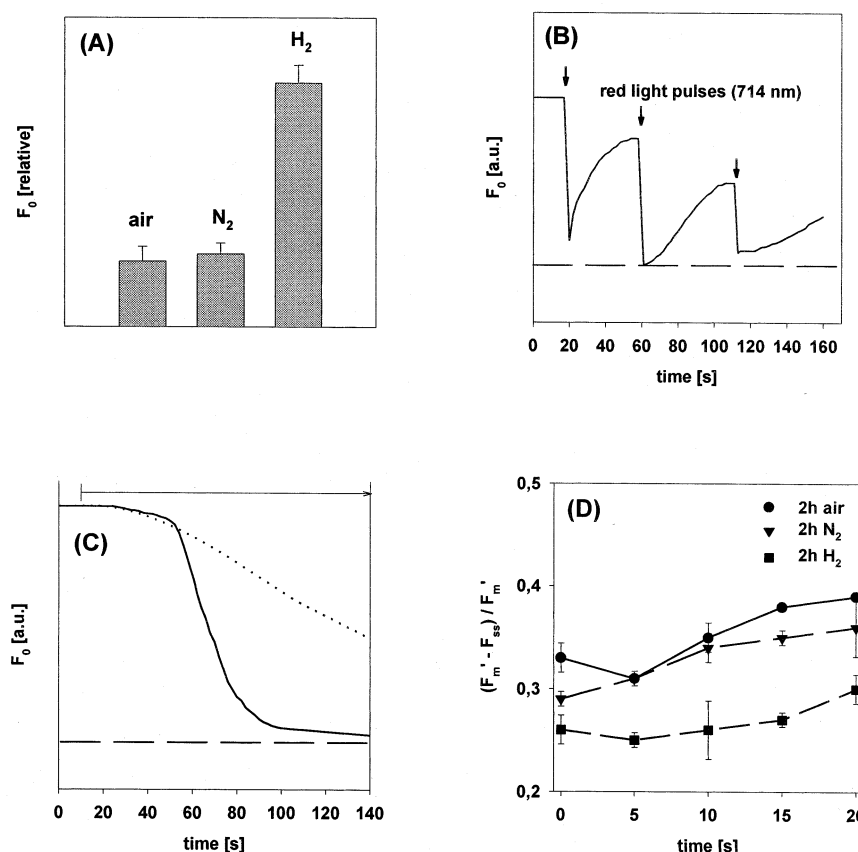 (A)
H2
air
N2
F0 [relative]
(B)
red light pulses (714 nm)
F0 [a.u.]
0 20 40 60 80 100 120 140 160
time [s]
(C)
F0 [a.u.]
0 20 40 60 80 100 120 140
time [s]
0,5
0,4
0,3
0,2
(D)
2h air
2h N2
2h H2
(Fm' - Fss) / Fm'
0 5 10 15 20
time [s]